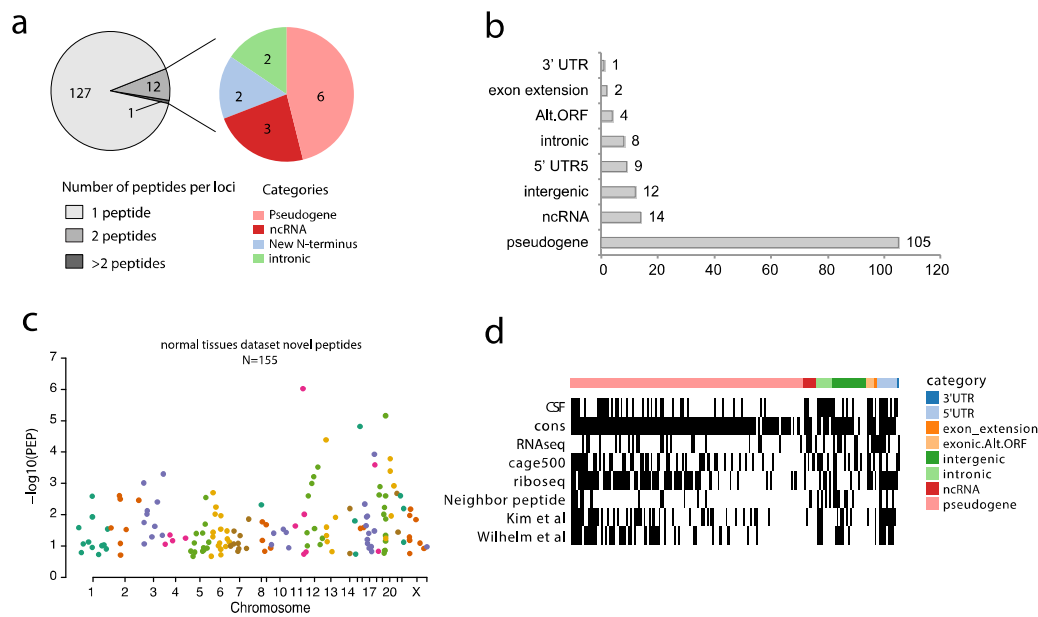 a
127
12
1
2
2
3
6
Number of peptides per loci
1 peptide
2 peptides
>2 peptides
Categories
Pseudogene
ncRNA
New N-terminus
intronic
b
3' UTR 1
exon extension 2
Alt.ORF 4
intronic 8
5' UTR5 9
intergenic 12
ncRNA 14
pseudogene 105
0 20 40 60 80 100 120
c
normal tissues dataset novel peptides
N=155
−log10(PEP)
7
6
5
4
3
2
1
0
1 2 3 4 5 6 7 8 10 11 12 13 14 17 20 X
Chromosome
d
CSF
cons
RNAseq
cage500
riboseq
Neighbor peptide
Kim et al
Wilhelm et al
category
3'UTR
5'UTR
exon_extension
exonic.Alt.ORF
intergenic
intronic
ncRNA
pseudogene